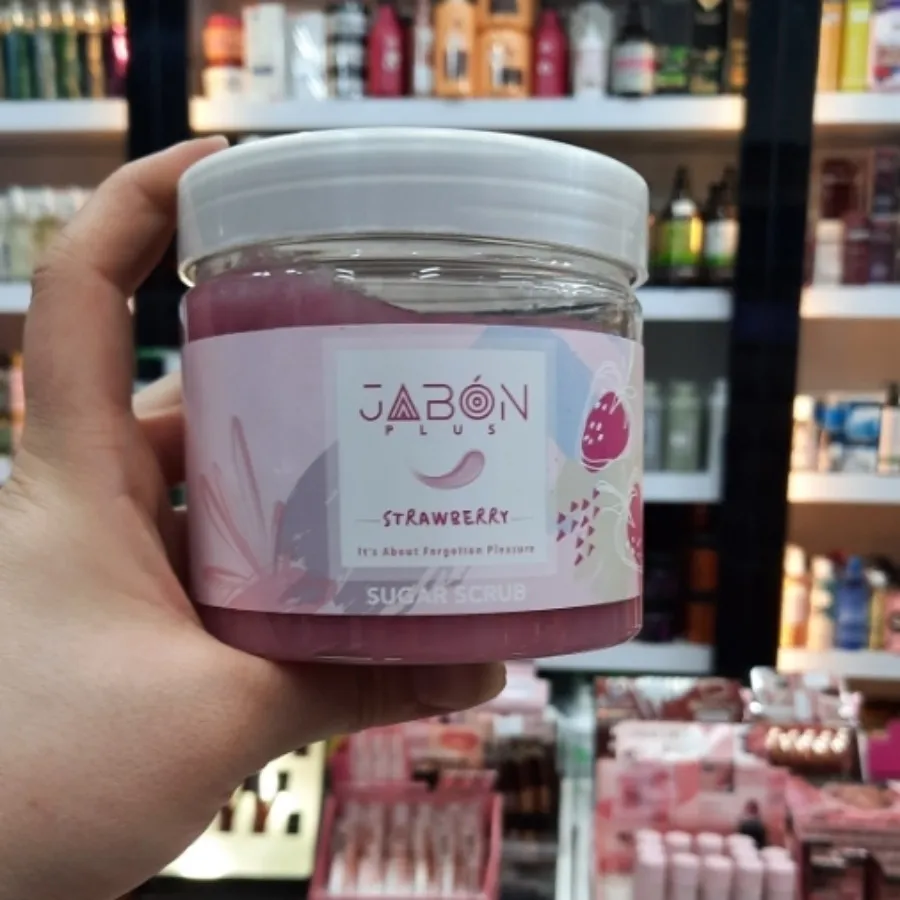 JABÓN
PLUS
STRAWBERRY
It's About Forgotten Pleasure
SUGAR SCRUB